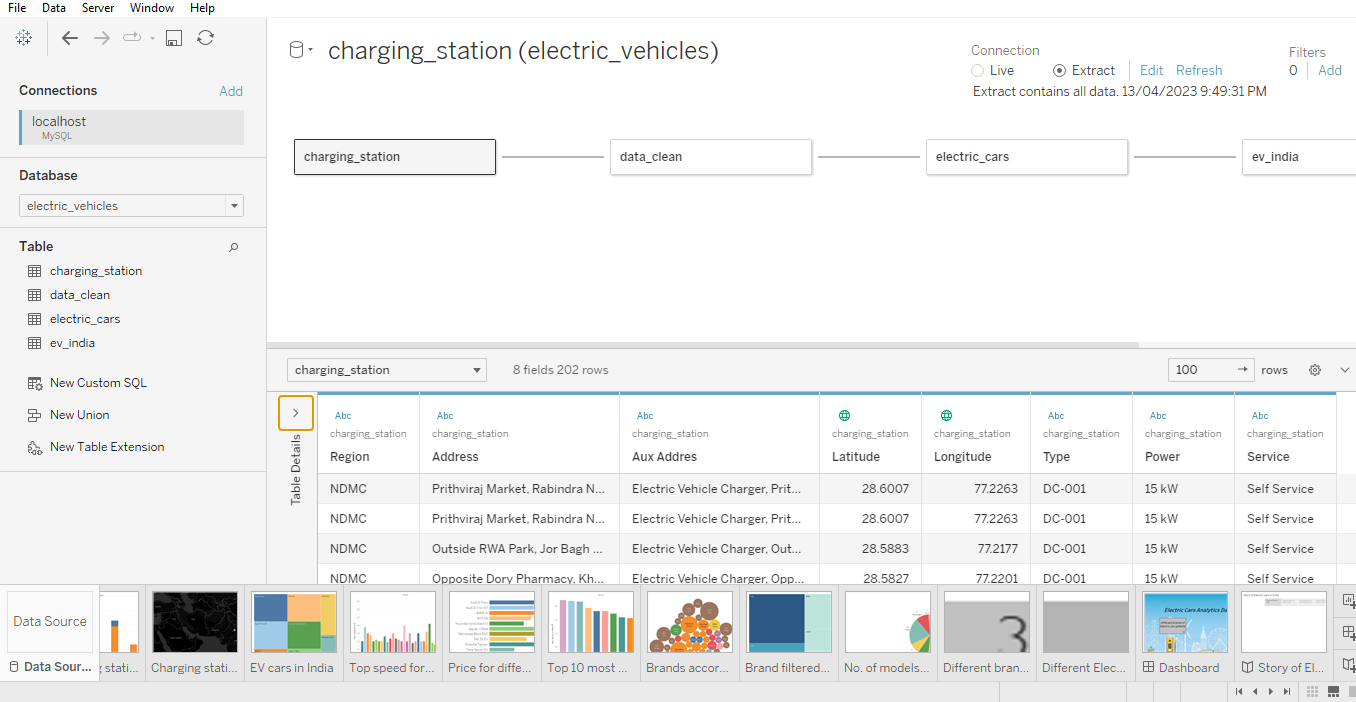 File Data Server Window Help
charging_station (electric_vehicles)
Connection
Live Extract Edit Refresh
Extract contains all data. 13/04/2023 9:49:31 PM
Filters
0 Add
Connections Add
localhost
MySQL
Database
electric_vehicles
Table
charging_station
data_clean
electric_cars
ev_india
New Custom SQL
New Union
New Table Extension
charging_station data_clean electric_cars ev_india
charging_station 8 fields 202 rows 100 rows
Table Details
Abc Abc Abc Abc Abc Abc
charging_station charging_station charging_station charging_station charging_station charging_station charging_station charging_station
Region Address Aux Addres Latitude Longitude Type Power Service
NDMC Prithviraj Market, Rabindra N... Electric Vehicle Charger, Prit... 28.6007 77.2263 DC-001 15 kW Self Service
NDMC Prithviraj Market, Rabindra N... Electric Vehicle Charger, Prit... 28.6007 77.2263 DC-001 15 kW Self Service
NDMC Outside RWA Park, Jor Bagh ... Electric Vehicle Charger, Out... 28.5883 77.2177 DC-001 15 kW Self Service
NDMC Opposite Dory Pharmacy, Kh... Electric Vehicle Charger, Opp... 28.5827 77.2201 DC-001 15 kW Self Service
Data Source
3
Electric Cars Analytics Da
Data Sour... g stati... Charging stati... EV cars in India Top speed for... Price for diffe... Top 10 most ... Brands accor... Brand filtered... No. of models... Different bran... Different Elec... Dashboard Story of El...